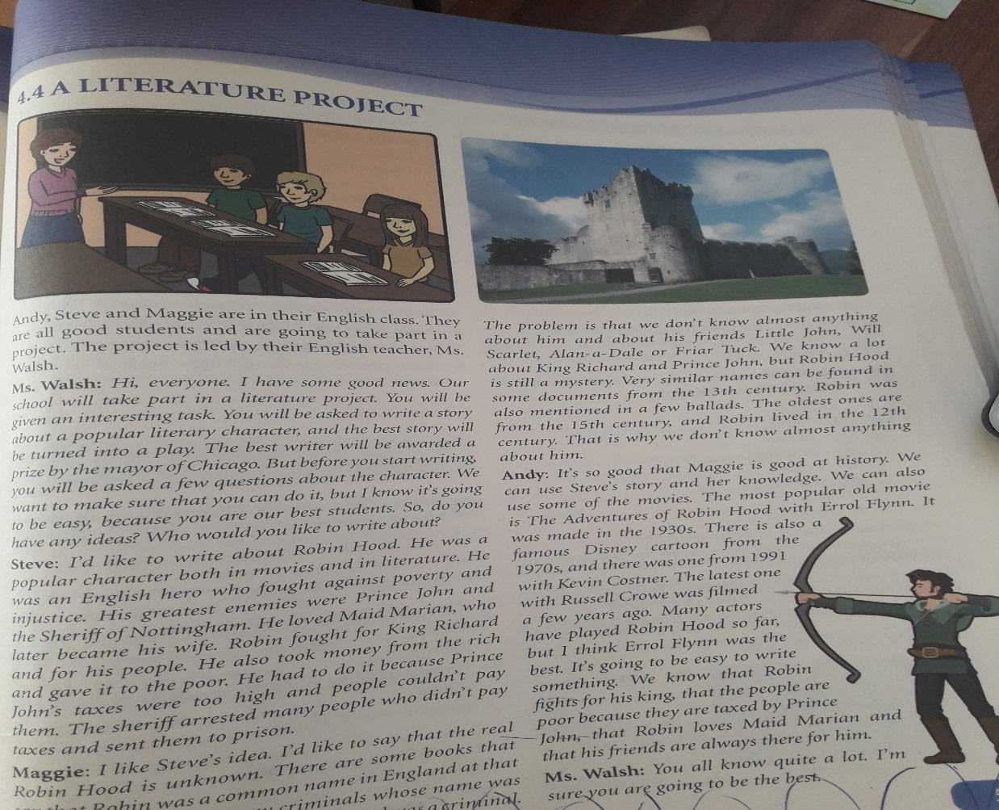 4.4 A LITERATURE PROJECT
Andy, Steve and Maggie are in their English class. They
are all good students and are going to take part in a
project. The project is led by their English teacher, Ms.
Walsh.
Ms. Walsh: Hi, everyone. I have some good news. Our
school will take part in a literature project. You will be
given an interesting task. You will be asked to write a story
about a popular literary character, and the best story will
be turned into a play. The best writer will be awarded a
prize by the mayor of Chicago. But before you start writing,
you will be asked a few questions about the character. We
want to make sure that you can do it, but I know it's going
to be easy, because you are our best students. So, do you
have any ideas? Who would you like to write about?
Steve: I'd like to write about Robin Hood. He was a
popular character both in movies and in literature. He
was an English hero who fought against poverty and
injustice. His greatest enemies were Prince John and
the Sheriff of Nottingham. He loved Maid Marian, who
later became his wife. Robin fought for King Richard
and for his people. He also took money from the rich
and gave it to the poor. He had to do it because Prince
John's taxes were too high and people couldn't pay
them. The sheriff arrested many people who didn't pay
taxes and sent them to prison.
Maggie: I like Steve's idea. I'd like to say that the real
Robin Hood is unknown. There are some books that
that Robin was a common name in England at that
criminals whose name was
was a criminal.
The problem is that we don't know almost anything
about him and about his friends Little John, Will
Scarlet, Alan-a-Dale or Friar Tuck. We know a lot
about King Richard and Prince John, but Robin Hood
is still a mystery. Very similar names can be found in
some documents from the 13th century. Robin was
also mentioned in a few ballads. The oldest ones are
from the 15th century, and Robin lived in the 12th
century. That is why we don't know almost anything
about him.
Andy: It's so good that Maggie is good at history. We
can use Steve's story and her knowledge. We can also
use some of the movies. The most popular old movie
is The Adventures of Robin Hood with Errol Flynn. It
was made in the 1930s. There is also a
famous Disney cartoon from the
1970s, and there was one from 1991
with Kevin Costner. The latest one
with Russell Crowe was filmed
a few years ago. Many actors
have played Robin Hood so far,
but I think Errol Flynn was the
best. It's going to be easy to write
something. We know that Robin
fights for his king, that the people are
poor because they are taxed by Prince
John, that Robin loves Maid Marian and
that his friends are always there for him.
Ms. Walsh: You all know quite a lot. I'm
sure you are going to be the best.